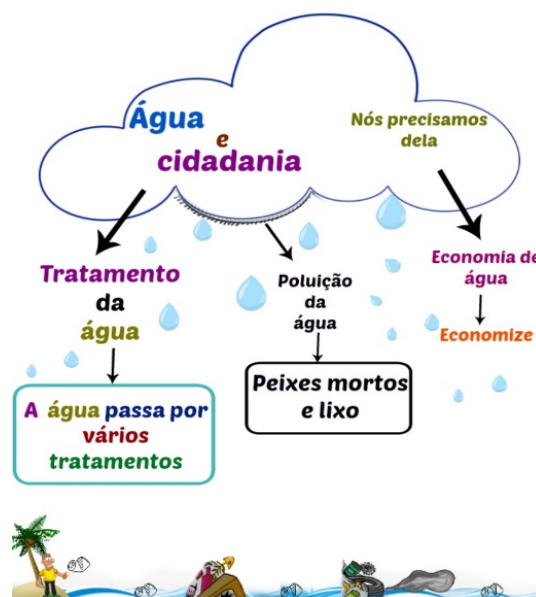 Água
e
cidadania
Nós precisamos
dela
Tratamento
da
água
A água passa por
vários
tratamentos
Poluição
da
água
Peixes mortos
e lixo
Economia de
água
Economize